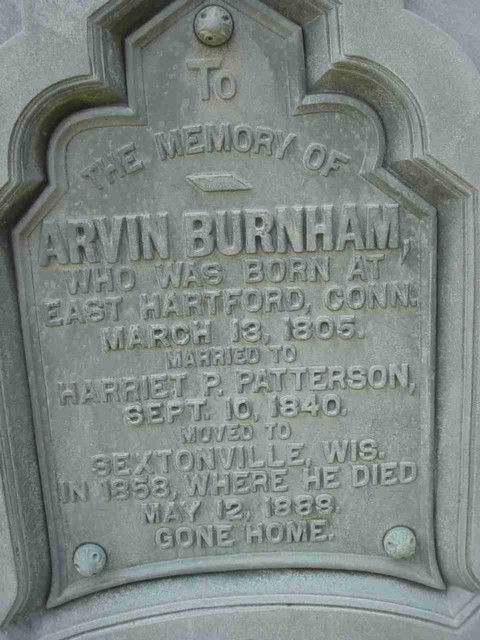 TO
THE MEMORY OF
ARVIN BURNHAM,
WHO WAS BORN AT
EAST HARTFORD, CONN.
MARCH 13, 1805.
MARRIED TO
HARRIET P. PATTERSON,
SEPT. 10, 1840.
MOVED TO
SEXTONVILLE, WIS.
IN 1858, WHERE HE DIED
MAY 12, 1889.
GONE HOME.